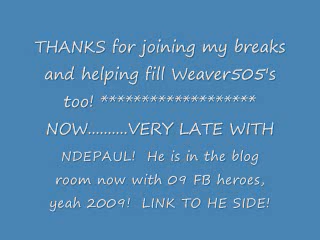 THANKS for joining my breaks
and helping fill Weaver505's
too! *******************
NOW..........VERY LATE WITH
NDEPAUL!  He is in the blog
room now with 09 FB heroes,
yeah 2009!  LINK TO HE SIDE!